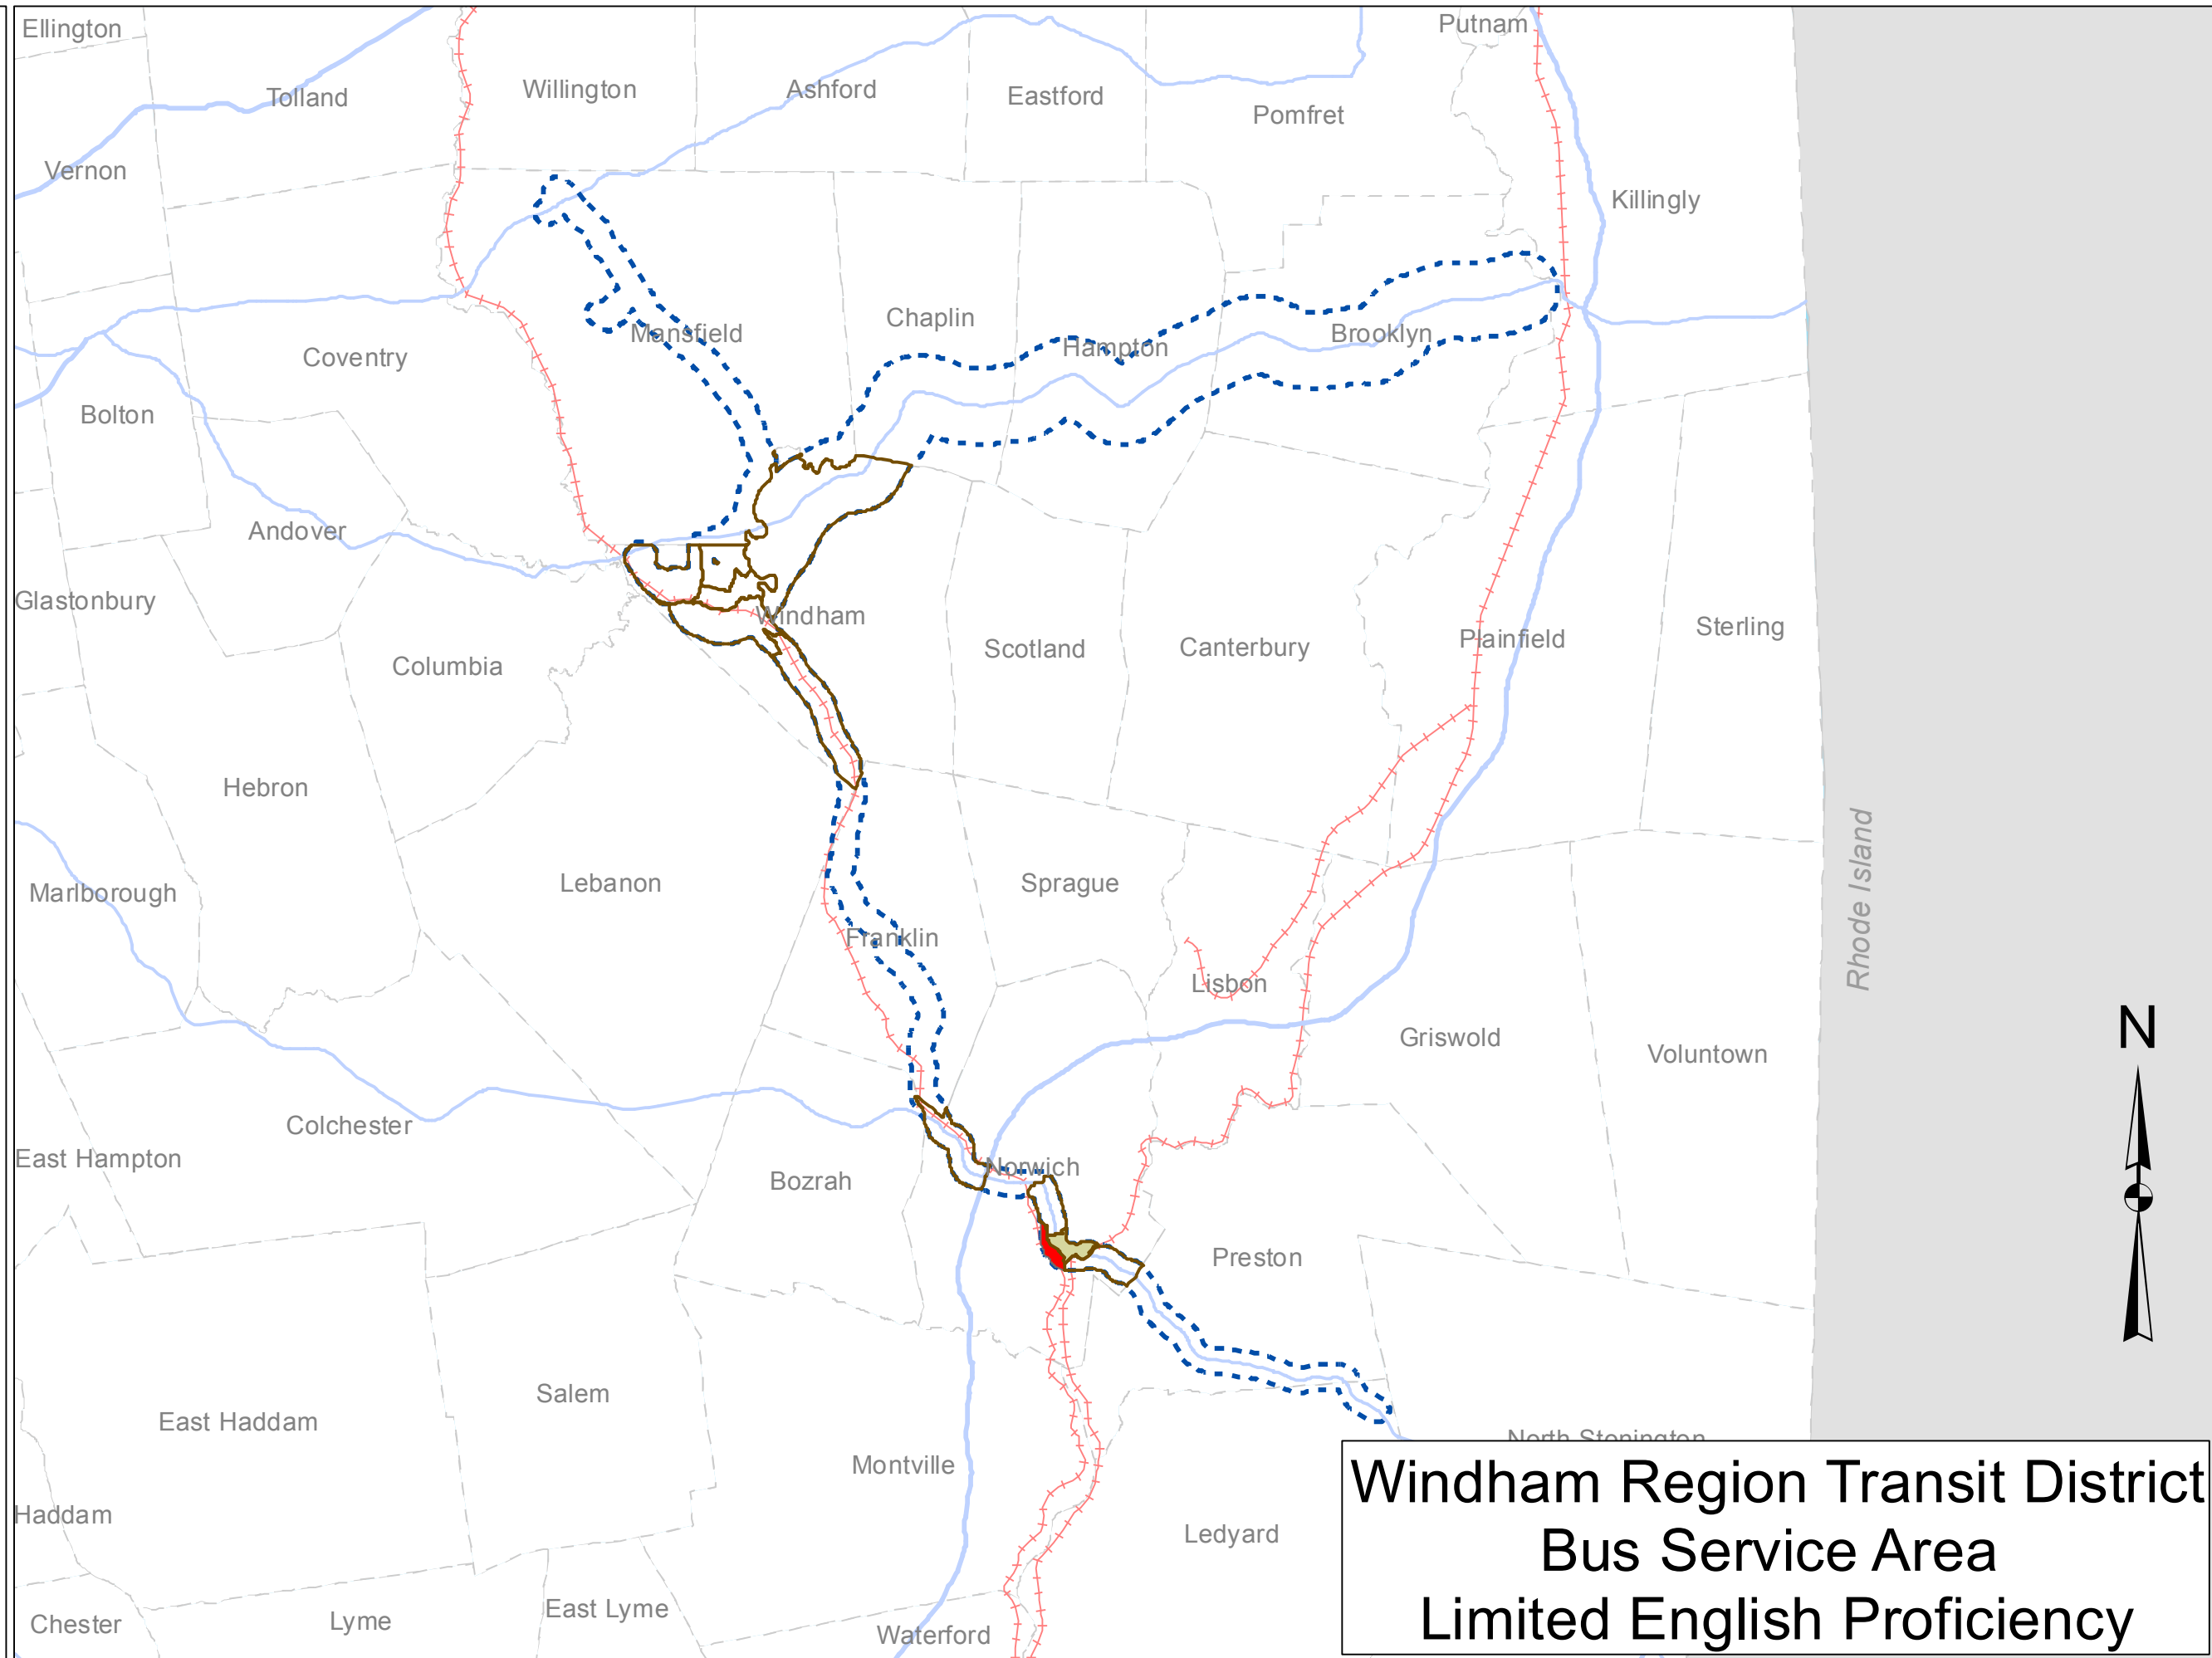 Ellington
Putnam
Tolland
Willington
Ashford
Eastford
Pomfret
Vernon
Killingly
Mansfield
Chaplin
Hampton
Brooklyn
Coventry
Bolton
Andover
Glastonbury
Windham
Columbia
Scotland
Canterbury
Plainfield
Sterling
Hebron
Rhode Island
Marlborough
Lebanon
Sprague
Franklin
Lisbon
N
Griswold
Voluntown
Colchester
East Hampton
Bozrah
Norwich
Preston
Salem
East Haddam
Montville
North Stonington
Haddam
Ledyard
Chester
Lyme
East Lyme
Waterford
Windham Region Transit District
Bus Service Area
Limited English Proficiency